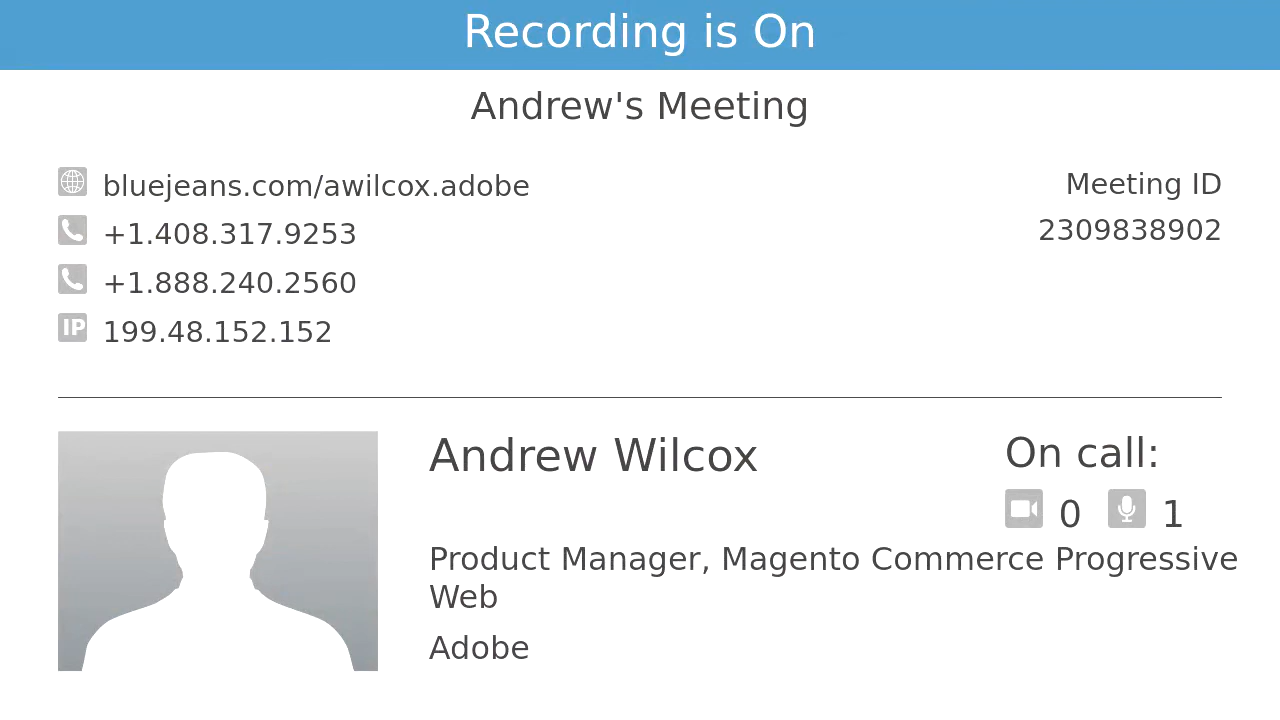 Recording is On
Andrew's Meeting
bluejeans.com/awilcox.adobe
+1.408.317.9253
+1.888.240.2560
IP 199.48.152.152
Meeting ID
2309838902
Andrew Wilcox
On call:
0 1
Product Manager, Magento Commerce Progressive
Web
Adobe